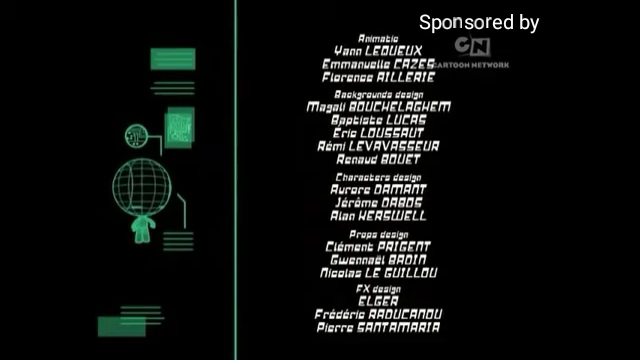 Sponsored by
CN
CARTOON NETWORK
Animatic
Yann LEQUEUX
Emmanuelle CAZES
Florence AILLERIE
Backgrounds design
Magali BOUCHELAGHEM
Baptiste LUCAS
Eric LOUSSAUT
Rémi LEVAVASSEUR
Renaud BOUET
Characters design
Aurore DAMANT
Jérôme DABOS
Alan KERSWELL
Props design
Clément PRIGENT
Gwennaël BADIN
Nicolas LE GUILLOU
FX design
ELGER
Frédéric RADUCANOU
Pierre SANTAMARIA